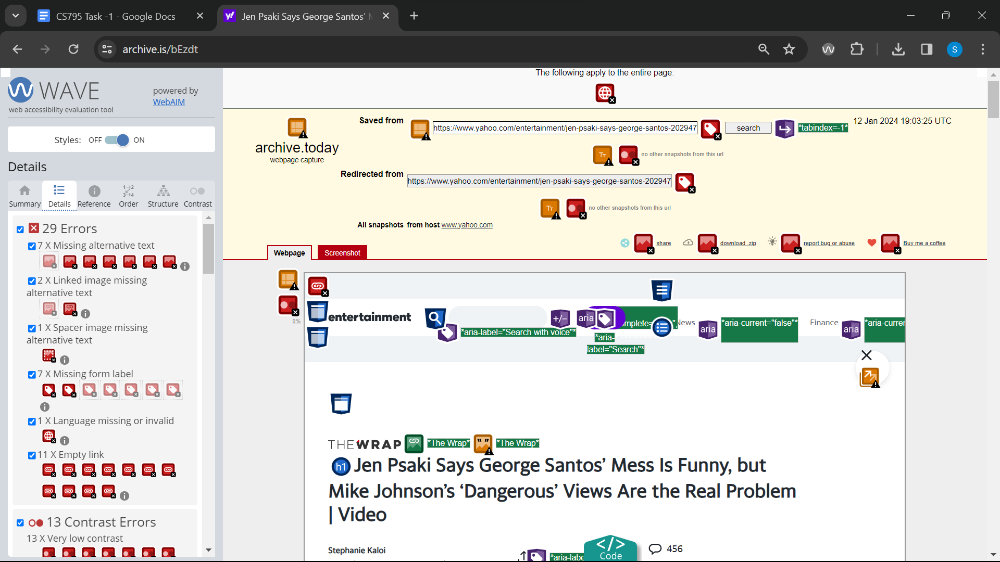 CS795 Task -1 - Google Docs
Jen Psaki Says George Santos'
archive.is/bEzdt
S
WAVE
web accessibility evaluation tool
powered by
WebAIM
Styles: OFF ON
Details
Summary Details Reference Order Structure Contrast
29 Errors
7 X Missing alternative text
2 X Linked image missing
alternative text
1 X Spacer image missing
alternative text
7 X Missing form label
1 X Language missing or invalid
11 X Empty link
13 Contrast Errors
13 X Very low contrast
The following apply to the entire page:
archive.today
webpage capture
Saved from
https://www.yahoo.com/entertainment/jen-psaki-says-george-santos-202947
search
*tabindex=-1*
12 Jan 2024 19:03:25 UTC
no other snapshots from this url
Redirected from
https://www.yahoo.com/entertainment/jen-psaki-says-george-santos-202947
no other snapshots from this url
All snapshots from host www.yahoo.com
share
download .zip
report bug or abuse
Buy me a coffee
Webpage
Screenshot
0%
entertainment
*aria-label="Search with voice"*
+/-
aria
mplete=
*aria-
label="Search"*
News
aria
*aria-current="false"*
Finance
aria
*aria-curre
THE WRAP
*The Wrap*
*The Wrap*
h1
Jen Psaki Says George Santos’ Mess Is Funny, but
Mike Johnson’s ‘Dangerous’ Views Are the Real Problem
| Video
Stephanie Kaloi
*aria-labe
</>
Code
456